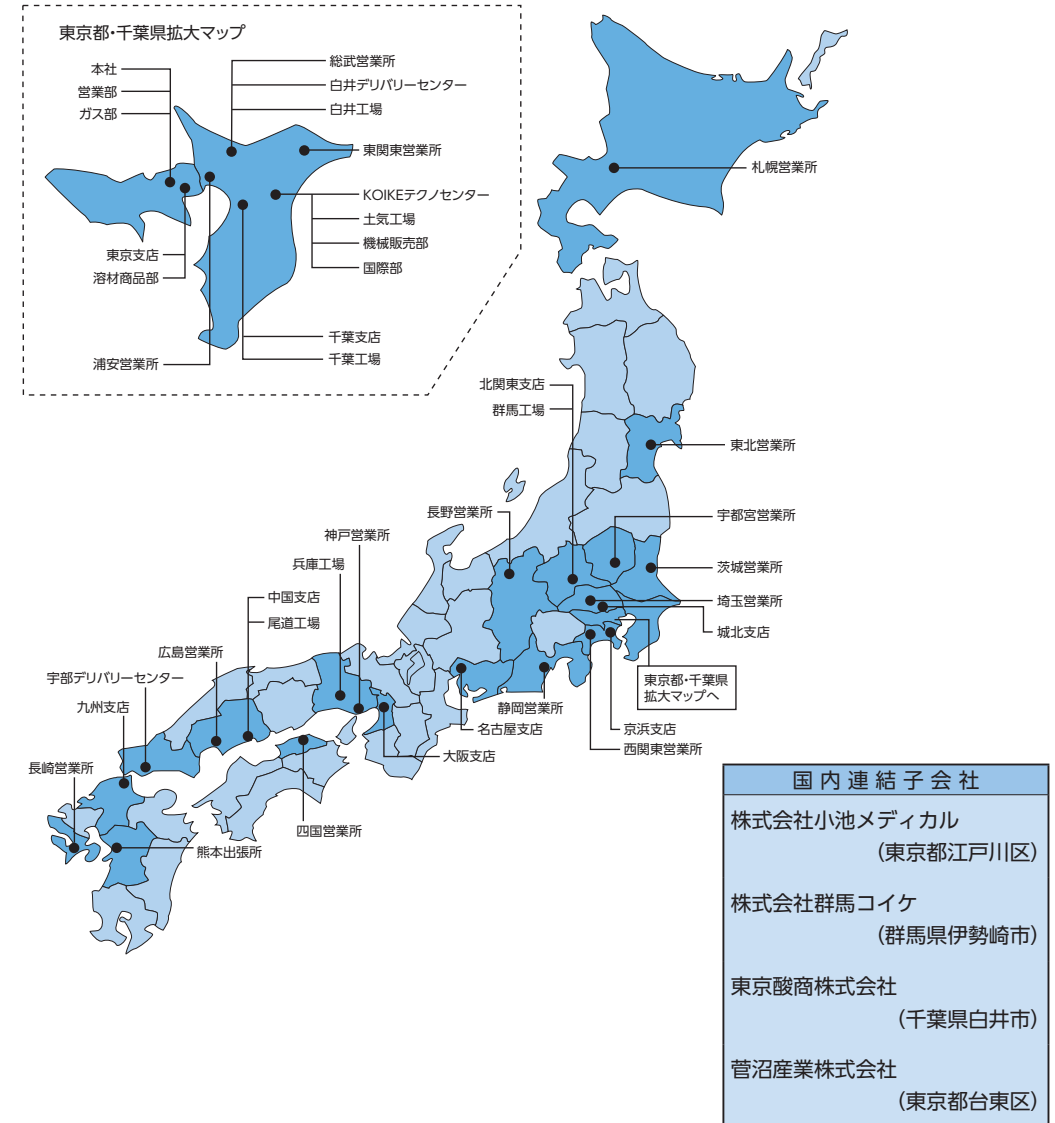 東京都・千葉県拡大マップ
本社
営業部
ガス部
総武営業所
白井デリバリーセンター
白井工場
東関東営業所
KOIKEテクノセンター
土気工場
機械販売部
国際部
東京支店
溶材商品部
浦安営業所
千葉支店
千葉工場
札幌営業所
北関東支店
群馬工場
東北営業所
長野営業所
宇都宮営業所
神戸営業所
兵庫工場
茨城営業所
中国支店
尾道工場
埼玉営業所
城北支店
広島営業所
宇部デリバリーセンター
九州支店
東京都・千葉県
拡大マップへ
静岡営業所
名古屋支店
京浜支店
西関東営業所
大阪支店
長崎営業所
四国営業所
熊本出張所
国内連結子会社
株式会社小池メディカル
(東京都江戸川区)
株式会社群馬コイケ
(群馬県伊勢崎市)
東京酸商株式会社
(千葉県白井市)
菅沼産業株式会社
(東京都台東区)